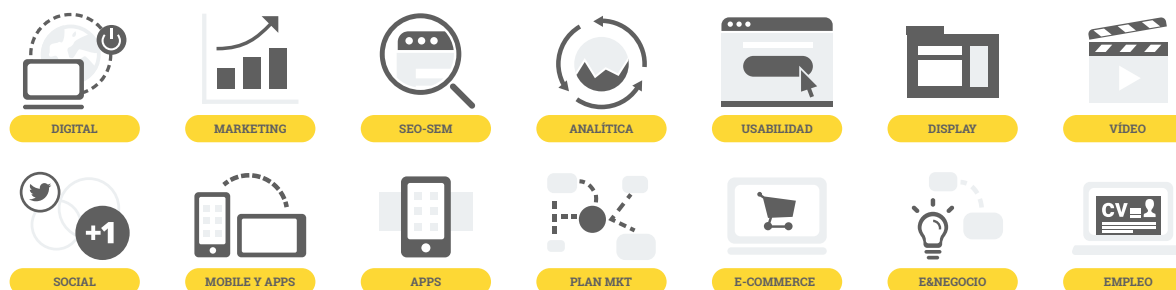 DIGITAL
MARKETING
SEO-SEM
ANALÍTICA
USABILIDAD
DISPLAY
VÍDEO
+1
CV
SOCIAL
MOBILE Y APPS
APPS
PLAN MKT
E-COMMERCE
E&NEGOCIO
EMPLEO